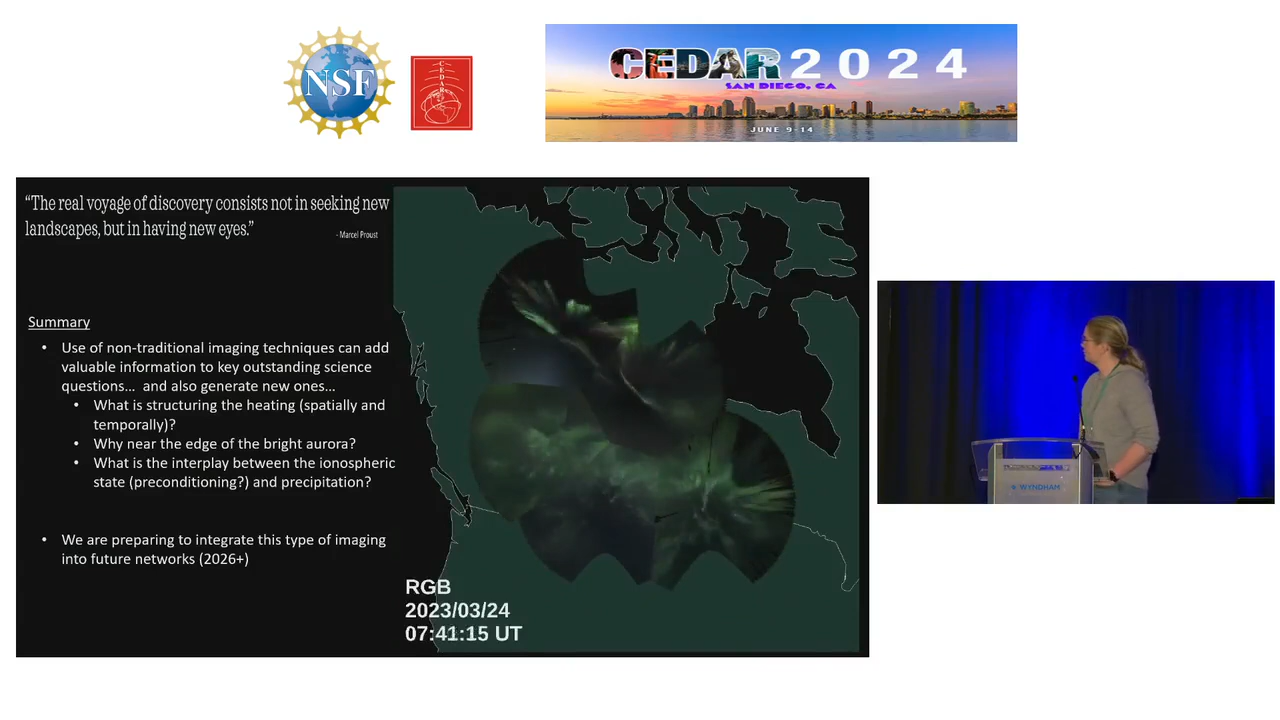 NSF
CEDAR
CEDAR 2024
SAN DIEGO, CA
JUNE 9-14
“The real voyage of discovery consists not in seeking new
landscapes, but in having new eyes.”
- Marcel Proust
Summary
• Use of non-traditional imaging techniques can add
valuable information to key outstanding science
questions… and also generate new ones…
• What is structuring the heating (spatially and
temporally)?
• Why near the edge of the bright aurora?
• What is the interplay between the ionospheric
state (preconditioning?) and precipitation?
• We are preparing to integrate this type of imaging
into future networks (2026+)
RGB
2023/03/24
07:41:15 UT
WYNDHAM